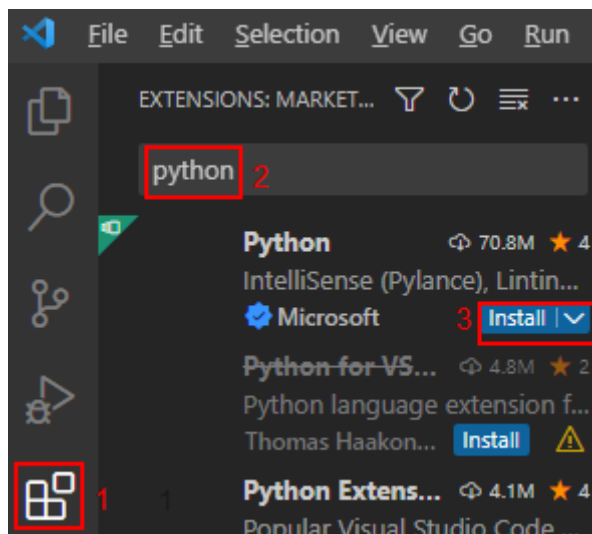 File Edit Selection View Go Run
EXTENSIONS: MARKET...
python 2
Python 70.8M 4
IntelliSense (Pylance), Lintin...
Microsoft 3 Install
Python for VS... 4.8M 2
Python language extension f...
Thomas Haakon... Install
1 1 Python Extens... 4.1M 4
Popular Visual Studio Code